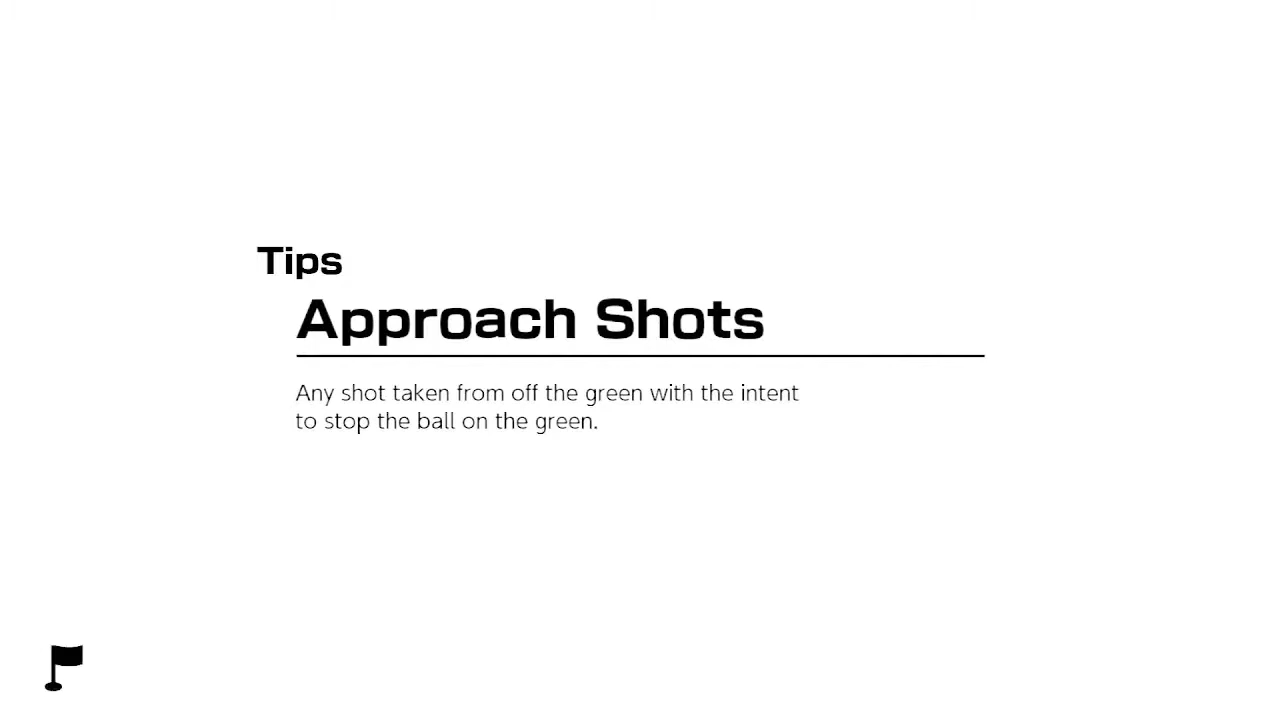 Tips
Approach Shots
Any shot taken from off the green with the intent
to stop the ball on the green.